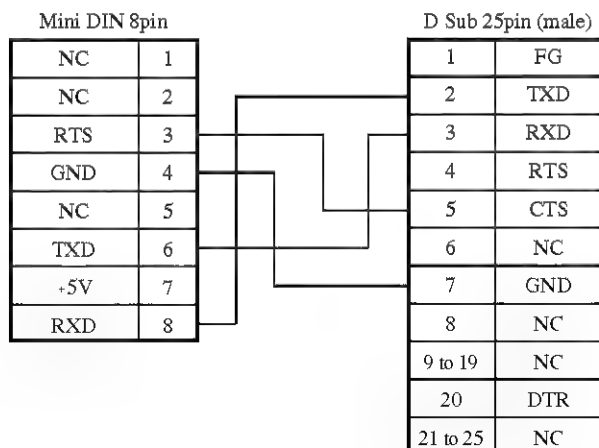 Mini DIN 8pin
NC 1
NC 2
RTS 3
GND 4
NC 5
TXD 6
+5V 7
RXD 8
D Sub 25pin (male)
1 FG
2 TXD
3 RXD
4 RTS
5 CTS
6 NC
7 GND
8 NC
9 to 19 NC
20 DTR
21 to 25 NC